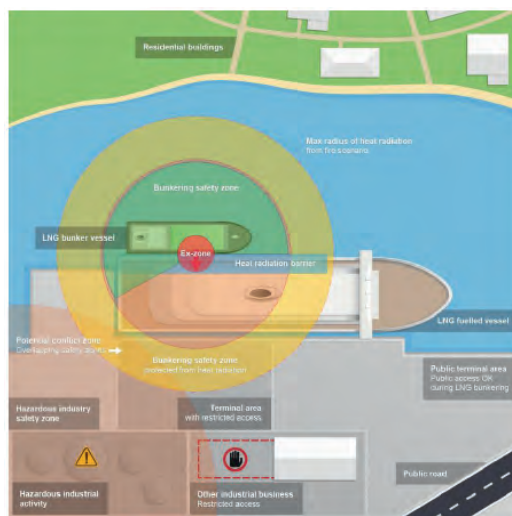 Residential buildings
Max radius of heat radiation
from fire scenario
Bunkering safety zone
LNG bunker vessel
Ex-zone
Heat radiation barrier
LNG fuelled vessel
Potential conflict zone
Overlapping safety zones
Bunkering safety zone
protected from heat radiation
Public terminal area
Public access OK
during LNG bunkering
Hazardous industry
safety zone
Terminal area
with restricted access
Public road
Hazardous industrial
activity
Other industrial business
Restricted access